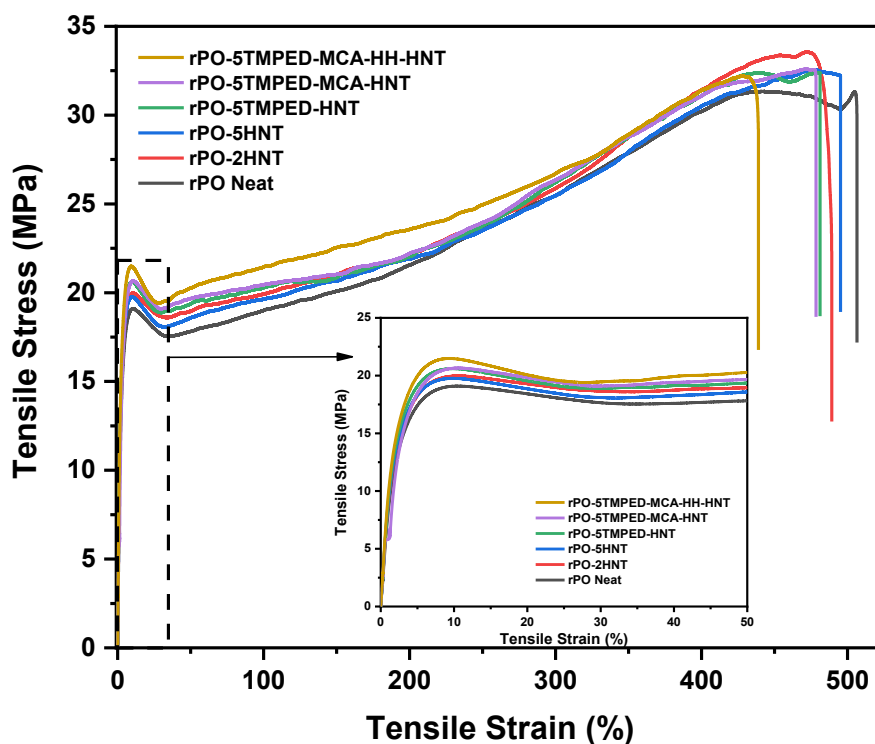 35
30
25
20
15
10
5
0
Tensile Stress (MPa)
rPO-5TMPED-MCA-HH-HNT
rPO-5TMPED-MCA-HNT
rPO-5TMPED-HNT
rPO-5HNT
rPO-2HNT
rPO Neat
25
20
15
10
5
0
Tensile Stress (MPa)
rPO-5TMPED-MCA-HH-HNT
rPO-5TMPED-MCA-HNT
rPO-5TMPED-HNT
rPO-5HNT
rPO-2HNT
rPO Neat
0 10 20 30 40 50
Tensile Strain (%)
0 100 200 300 400 500
Tensile Strain (%)